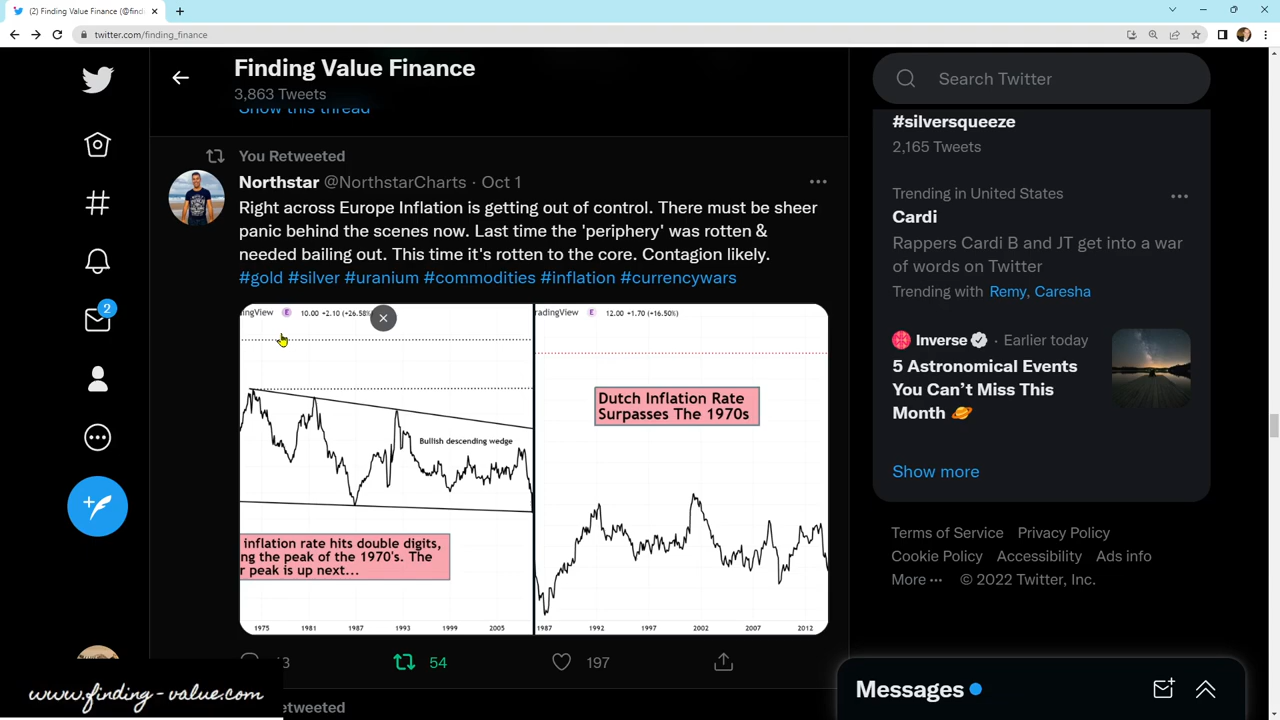 (2) Finding Value Finance (@find
twitter.com/finding_finance
Finding Value Finance
3,863 Tweets
Show this thread
You Retweeted
Northstar @NorthstarCharts · Oct 1
Right across Europe Inflation is getting out of control. There must be sheer
panic behind the scenes now. Last time the 'periphery' was rotten &
needed bailing out. This time it's rotten to the core. Contagion likely.
#gold #silver #uranium #commodities #inflation #currencywars
ingView E 10.00 +2.10 (+26.58%
Bullish descending wedge
inflation rate hits double digits,
ng the peak of the 1970's. The
r peak is up next...
1975 1981 1987 1993 1999 2005
radingView E 12.00 +1.70 (+16.50%)
Dutch Inflation Rate
Surpasses The 1970s
1987 1992 1997 2002 2007 2012
3 54 197
etweeted
2
www.finding-value.com
Search Twitter
#silversqueeze
2,165 Tweets
Trending in United States
Cardi
Rappers Cardi B and JT get into a war
of words on Twitter
Trending with Remy, Caresha
Inverse · Earlier today
5 Astronomical Events
You Can't Miss This
Month
Show more
Terms of Service Privacy Policy
Cookie Policy Accessibility Ads info
More ··· © 2022 Twitter, Inc.
Messages